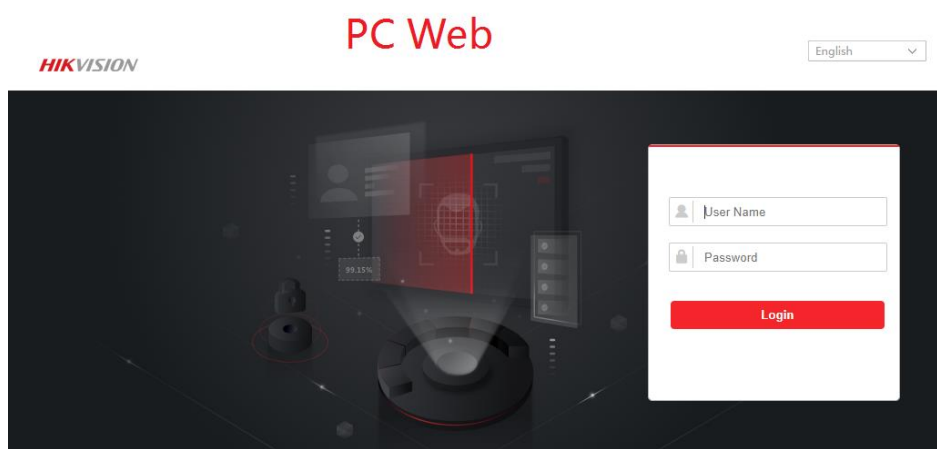 PC Web
HIKVISION
English
99.15%
User Name
Password
Login